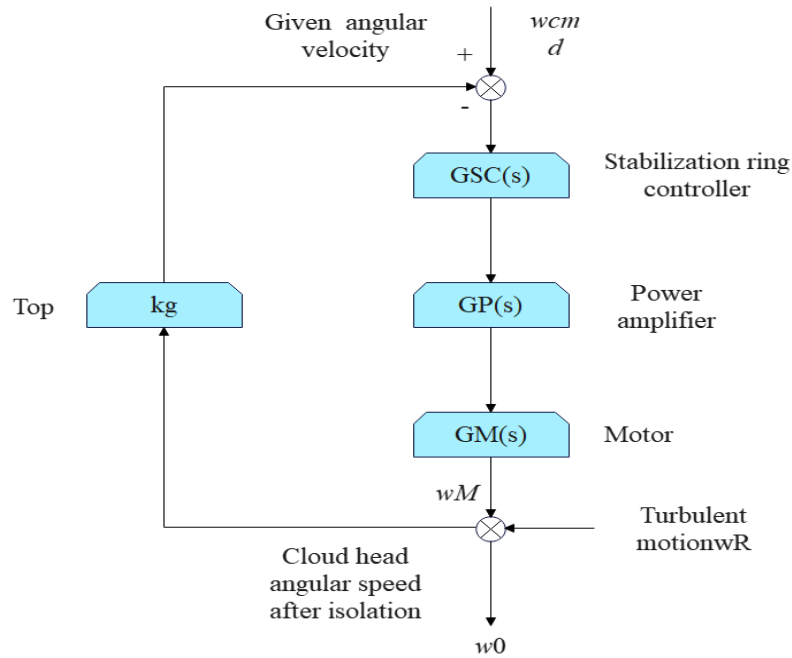 Given angular
velocity
wcm
d
+
-
GSC(s)
Stabilization ring
controller
Top
kg
GP(s)
Power
amplifier
GM(s)
Motor
wM
Turbulent
motionwR
Cloud head
angular speed
after isolation
w0